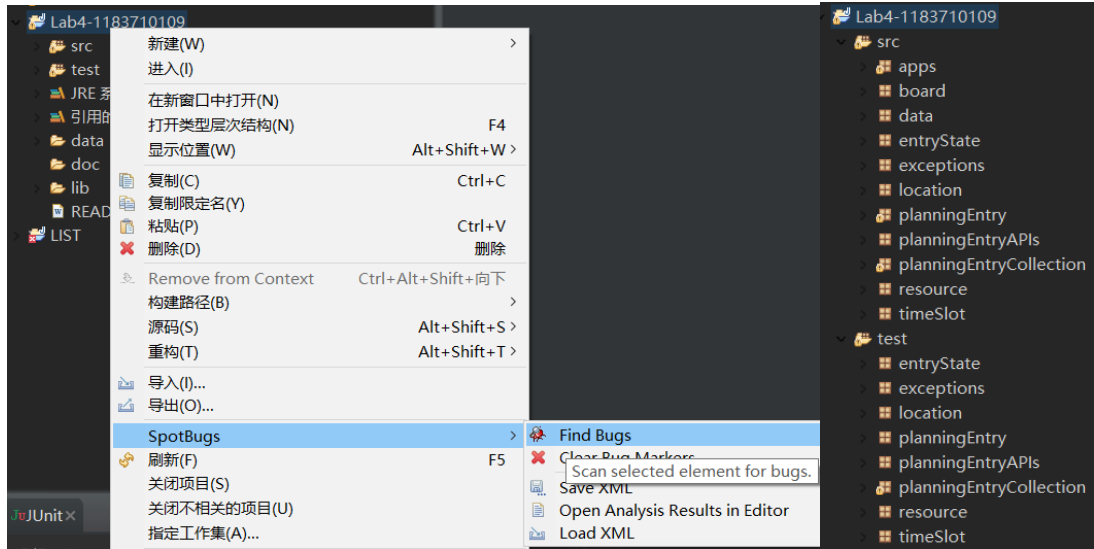 Lab4-1183710109
src
test
JRE 系
引用的
data
doc
lib
READ
LIST
JUnit
新建(W)
进入(I)
在新窗口中打开(N)
打开类型层次结构(N) F4
显示位置(W) Alt+Shift+W
复制(C) Ctrl+C
复制限定名(Y)
粘贴(P) Ctrl+V
删除(D) 删除
Remove from Context Ctrl+Alt+Shift+向下
构建路径(B)
源码(S) Alt+Shift+S
重构(T) Alt+Shift+T
导入(I)...
导出(O)...
SpotBugs
刷新(F) F5
关闭项目(S)
关闭不相关的项目(U)
指定工作集(A)...
Find Bugs
Clear Bug Markers
Scan selected element for bugs.
Save XML
Open Analysis Results in Editor
Load XML
Lab4-1183710109
src
apps
board
data
entryState
exceptions
location
planningEntry
planningEntryAPIs
planningEntryCollection
resource
timeSlot
test
entryState
exceptions
location
planningEntry
planningEntryAPIs
planningEntryCollection
resource
timeSlot